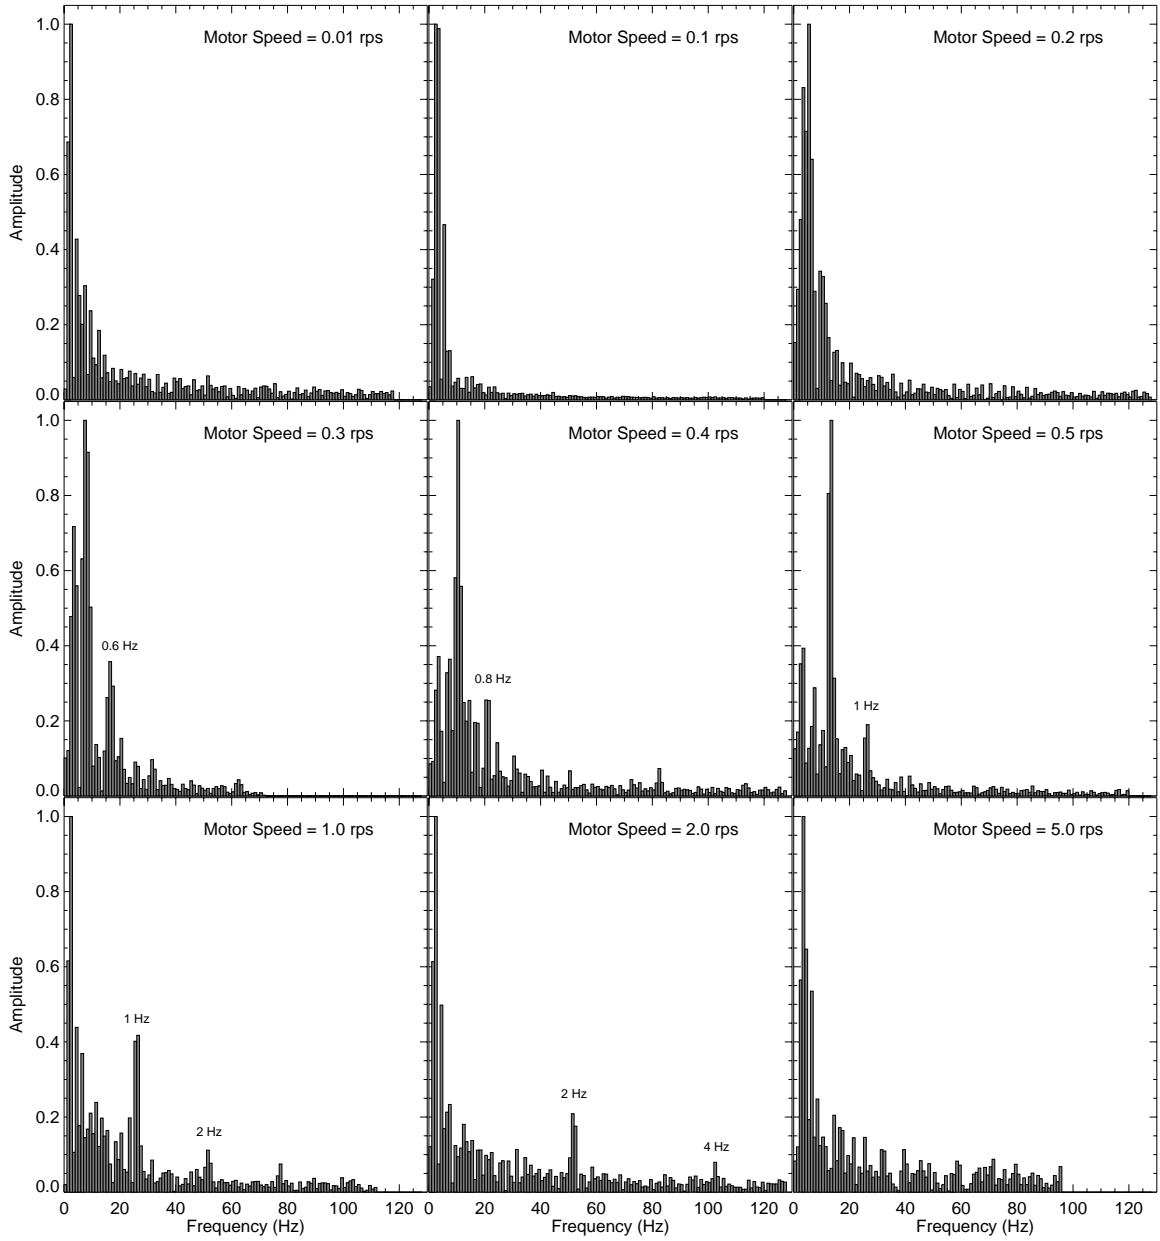 Motor Speed = 0.01 rps
Motor Speed = 0.1 rps
Motor Speed = 0.2 rps
1.0
0.8
0.6
0.4
0.2
0.0
Amplitude
Motor Speed = 0.3 rps
Motor Speed = 0.4 rps
Motor Speed = 0.5 rps
1.0
0.8
0.6
0.4
0.2
0.0
Amplitude
0.6 Hz
0.8 Hz
1 Hz
Motor Speed = 1.0 rps
Motor Speed = 2.0 rps
Motor Speed = 5.0 rps
1.0
0.8
0.6
0.4
0.2
0.0
Amplitude
1 Hz
2 Hz
2 Hz
4 Hz
0 20 40 60 80 100 120
0 20 40 60 80 100 120
0 20 40 60 80 100 120
Frequency (Hz)
Frequency (Hz)
Frequency (Hz)